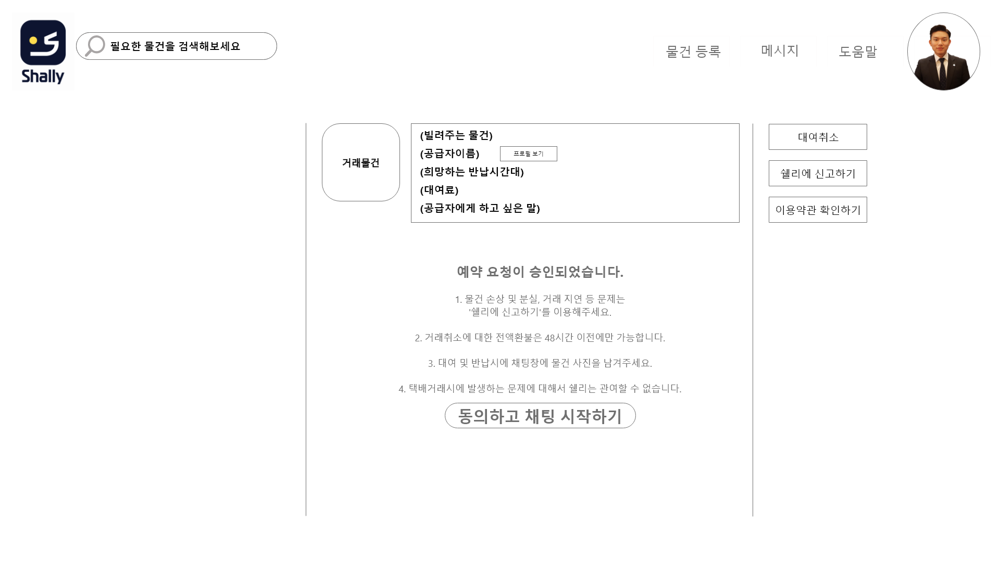 Shally
필요한 물건을 검색해보세요
물건 등록
메시지
도움말
거래물건
(빌려주는 물건)
(공급자이름)
프로필 보기
(희망하는 반납시간대)
(대여료)
(공급자에게 하고 싶은 말)
대여취소
쉘리에 신고하기
이용약관 확인하기
예약 요청이 승인되었습니다.
1. 물건 손상 및 분실, 거래 지연 등 문제는
'쉘리에 신고하기'를 이용해주세요.
2. 거래취소에 대한 전액환불은 48시간 이전에만 가능합니다.
3. 대여 및 반납시에 채팅창에 물건 사진을 남겨주세요.
4. 택배거래시에 발생하는 문제에 대해서 쉘리는 관여할 수 없습니다.
동의하고 채팅 시작하기